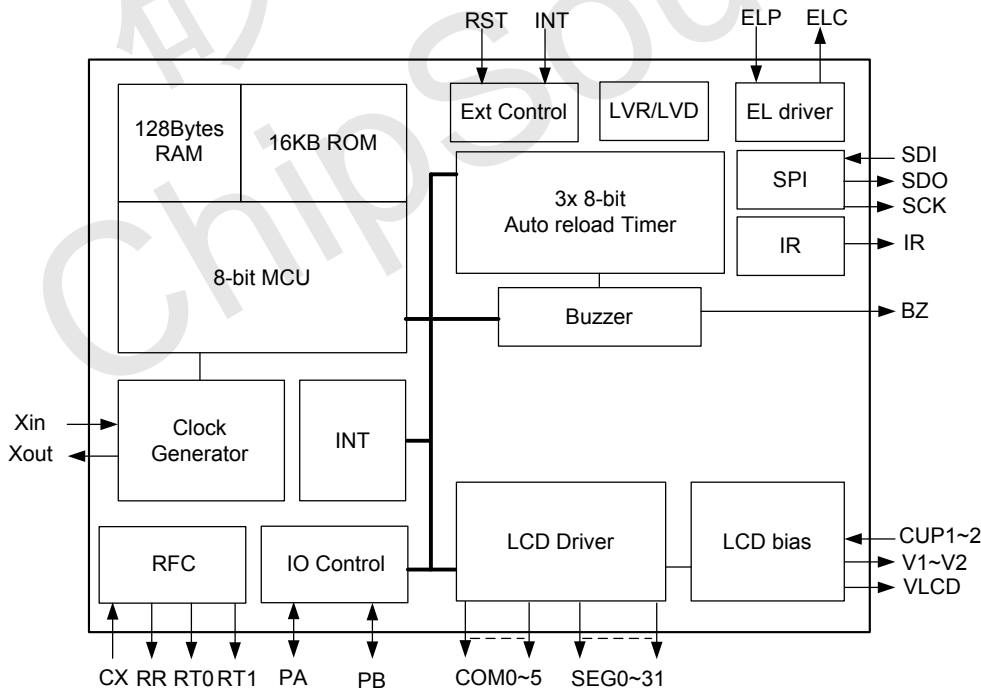 RST INT ELP ELC
128Bytes
RAM
16KB ROM
8-bit MCU
Ext Control
LVR/LVD
EL driver
3x 8-bit
Auto reload Timer
SPI
SDI
SDO
SCK
IR
IR
Buzzer
BZ
Xin
Xout
Clock
Generator
INT
RFC
IO Control
LCD Driver
LCD bias
CUP1~2
V1~V2
VLCD
CX RR RT0 RT1 PA PB COM0~5 SEG0~31